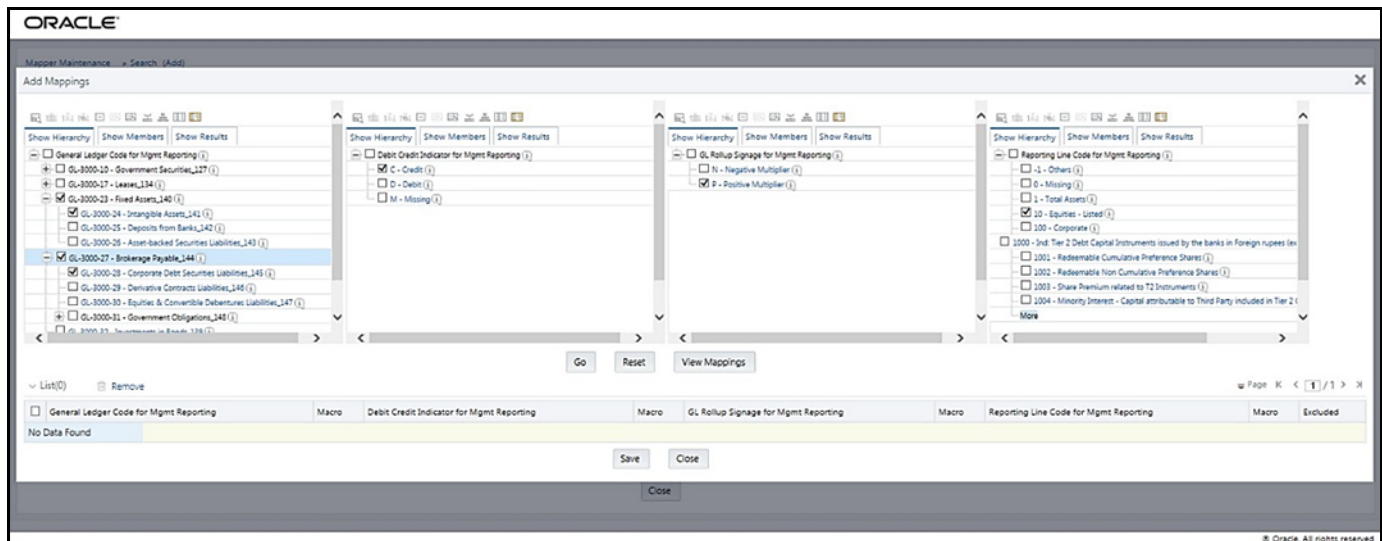 ORACLE
Mapper Maintenance » Search (Add)
Add Mappings
Show Hierarchy Show Members Show Results
General Ledger Code for Mgmt Reporting
GL-3000-10 - Government Securities_127
GL-3000-17 - Leases_134
GL-3000-23 - Fixed Assets_140
GL-3000-24 - Intangible Assets_141
GL-3000-25 - Deposits from Banks_142
GL-3000-26 - Asset-backed Securities Liabilities_143
GL-3000-27 - Brokerage Payable_144
GL-3000-28 - Corporate Debt Securities Liabilities_145
GL-3000-29 - Derivative Contracts Liabilities_146
GL-3000-30 - Equities & Convertible Debentures Liabilities_147
GL-3000-31 - Government Obligations_148
GL-3000-32 - Investments in Bonds_139
Show Hierarchy Show Members Show Results
Debit Credit Indicator for Mgmt Reporting
C - Credit
D - Debit
M - Missing
Show Hierarchy Show Members Show Results
GL Rollup Signage for Mgmt Reporting
N - Negative Multiplier
P - Positive Multiplier
Show Hierarchy Show Members Show Results
Reporting Line Code for Mgmt Reporting
-1 - Others
0 - Missing
1 - Total Assets
10 - Equities - Listed
100 - Corporate
1000 - Ind: Tier 2 Debt Capital Instruments issued by the banks in Foreign rupees (ex
1001 - Redeemable Cumulative Preference Shares
1002 - Redeemable Non Cumulative Preference Shares
1003 - Share Premium related to T2 Instruments
1004 - Minority Interest - Capital attributable to Third Party included in Tier 2 (
More
Go Reset View Mappings
List(0) Remove Page 1 / 1
General Ledger Code for Mgmt Reporting Macro Debit Credit Indicator for Mgmt Reporting Macro GL Rollup Signage for Mgmt Reporting Macro Reporting Line Code for Mgmt Reporting Macro Excluded
No Data Found
Save Close
Close
© Oracle. All rights reserved